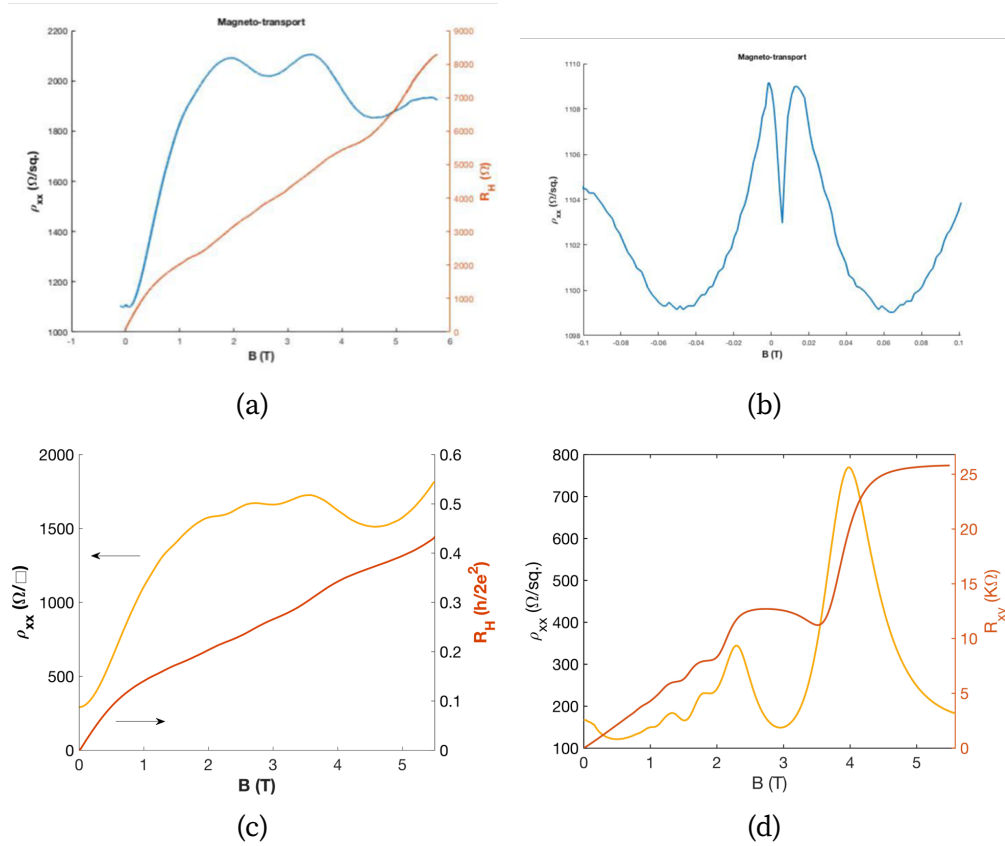 Magneto-transport
2200
2000
1800
1600
1400
1200
1000
ρxx (Ω/sq.)
9000
8000
7000
6000
5000
4000
3000
2000
1000
0
RH (Ω)
-1 0 1 2 3 4 5 6
B (T)
(a)
Magneto-transport
1110
1108
1106
1104
1102
1100
1098
ρxx (Ω/sq.)
-0.1 -0.08 -0.06 -0.04 -0.02 0 0.02 0.04 0.06 0.08 0.1
B (T)
(b)
2000
1500
1000
500
0
ρxx (Ω/□)
0.6
0.5
0.4
0.3
0.2
0.1
0
RH (h/2e²)
0 1 2 3 4 5
B (T)
(c)
800
700
600
500
400
300
200
100
ρxx (Ω/sq.)
25
20
15
10
5
0
Rxy (KΩ)
0 1 2 3 4 5
B (T)
(d)